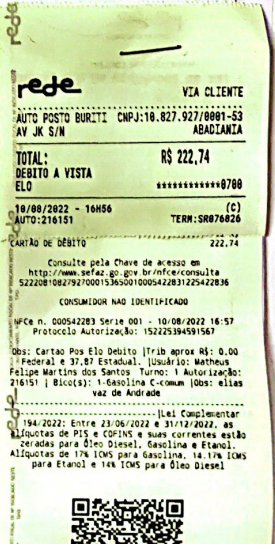 rede
VIA CLIENTE
AUTO POSTO BURITI CNPJ:10.827.927/0001-53
AV JK S/N ABADIANIA
TOTAL: R$ 222,74
DEBITO A VISTA
ELO ************0700
10/08/2022 - 16H56 (C)
AUTO:216151 TERM:SR076826
CARTÃO DE DÉBITO 222,74
Consulte pela Chave de acesso em
http://www.sefaz.go.gov.br/nfce/consulta
52220810827927000153650010005422831225422836
CONSUMIDOR NAO IDENTIFICADO
NFCe n. 000542283 Serie 001 - 10/08/2022 16:57
Protocolo Autorização: 152225394591567
Obs: Cartao Pos Elo Debito |Trib aprox R$: 0.00
Federal e 37,87 Estadual. |Usuário: Matheus
Felipe Martins dos Santos Turno: 1 Autorização:
216151 | Bico(s): 1-Gasolina C-comum |Obs: elias
vaz de Andrade
|Lei Complementar
194/2022: Entre 23/06/2022 e 31/12/2022, as
alíquotas de PIS e COFINS e suas correntes estão
zeradas para Óleo Diesel, Gasolina e Etanol.
Alíquotas de 17% ICMS para Gasolina, 14.17% ICMS
para Etanol e 14% ICMS para Óleo Diesel